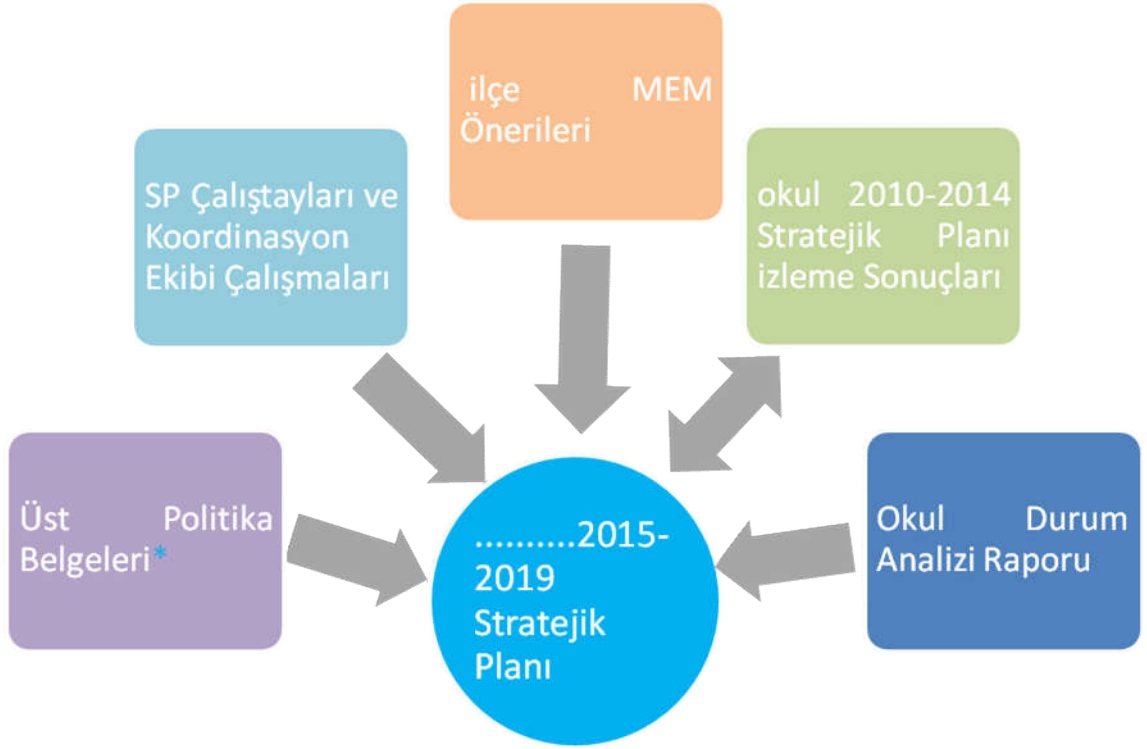 ilçe MEM
Önerileri
SP Çalıştayları ve
Koordinasyon
Ekibi Çalışmaları
okul 2010-2014
Stratejik Planı
izleme Sonuçları
Üst Politika
Belgeleri*
..........2015-
2019
Stratejik
Planı
Okul Durum
Analizi Raporu